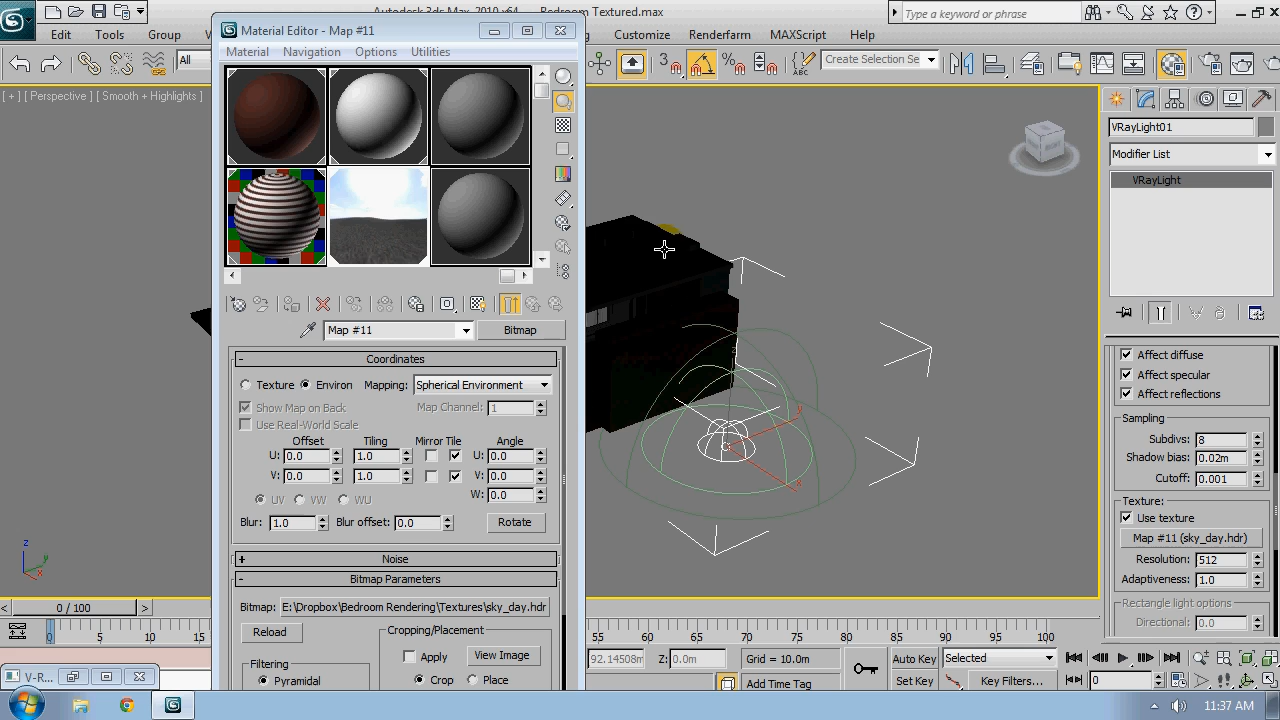 Autodesk 3ds Max 2010 x64
Bedroom Textured.max
Type a keyword or phrase
Edit Tools Group
Customize Renderfarm MAXScript Help
All
Create Selection Se
Material Editor - Map #11
Material Navigation Options Utilities
[ + ] [ Perspective ] [ Smooth + Highlights ]
Map #11
Bitmap
- Coordinates
Texture Environ Mapping: Spherical Environment
Show Map on Back Map Channel: 1
Use Real-World Scale
Offset Tiling Mirror Tile Angle
U: 0.0 1.0 U: 0.0
V: 0.0 1.0 V: 0.0
UV VW WU W: 0.0
Blur: 1.0 Blur offset: 0.0 Rotate
+ Noise
- Bitmap Parameters
Bitmap: E:\Dropbox\Bedroom Rendering\Textures\sky_day.hdr
Reload
Cropping/Placement
Apply View Image
Filtering
Pyramidal
Crop Place
z
y
x
y
x
VRayLight01
Modifier List
VRayLight
Affect diffuse
Affect specular
Affect reflections
Sampling
Subdivs: 8
Shadow bias: 0.02m
Cutoff: 0.001
Texture:
Use texture
Map #11 (sky_day.hdr)
Resolution: 512
Adaptiveness: 1.0
Rectangle light options
Directional: 0.0
< 0 / 100 >
0 5 10 15
55 60 65 70 75 80 85 90 95 100
92.14508m Z: 0.0m Grid = 10.0m
Add Time Tag
Auto Key Selected
Set Key Key Filters...
0
V-R...
11:37 AM